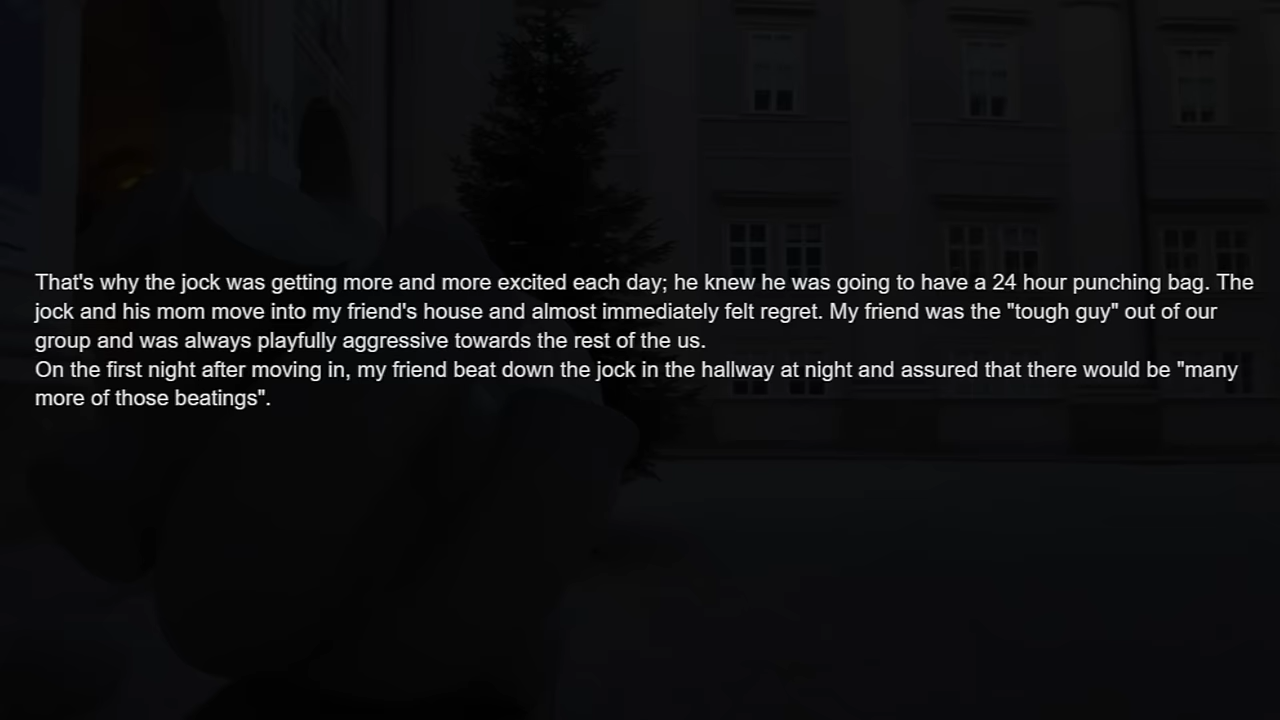 That's why the jock was getting more and more excited each day; he knew he was going to have a 24 hour punching bag. The
jock and his mom move into my friend's house and almost immediately felt regret. My friend was the "tough guy" out of our
group and was always playfully aggressive towards the rest of the us.
On the first night after moving in, my friend beat down the jock in the hallway at night and assured that there would be "many
more of those beatings".